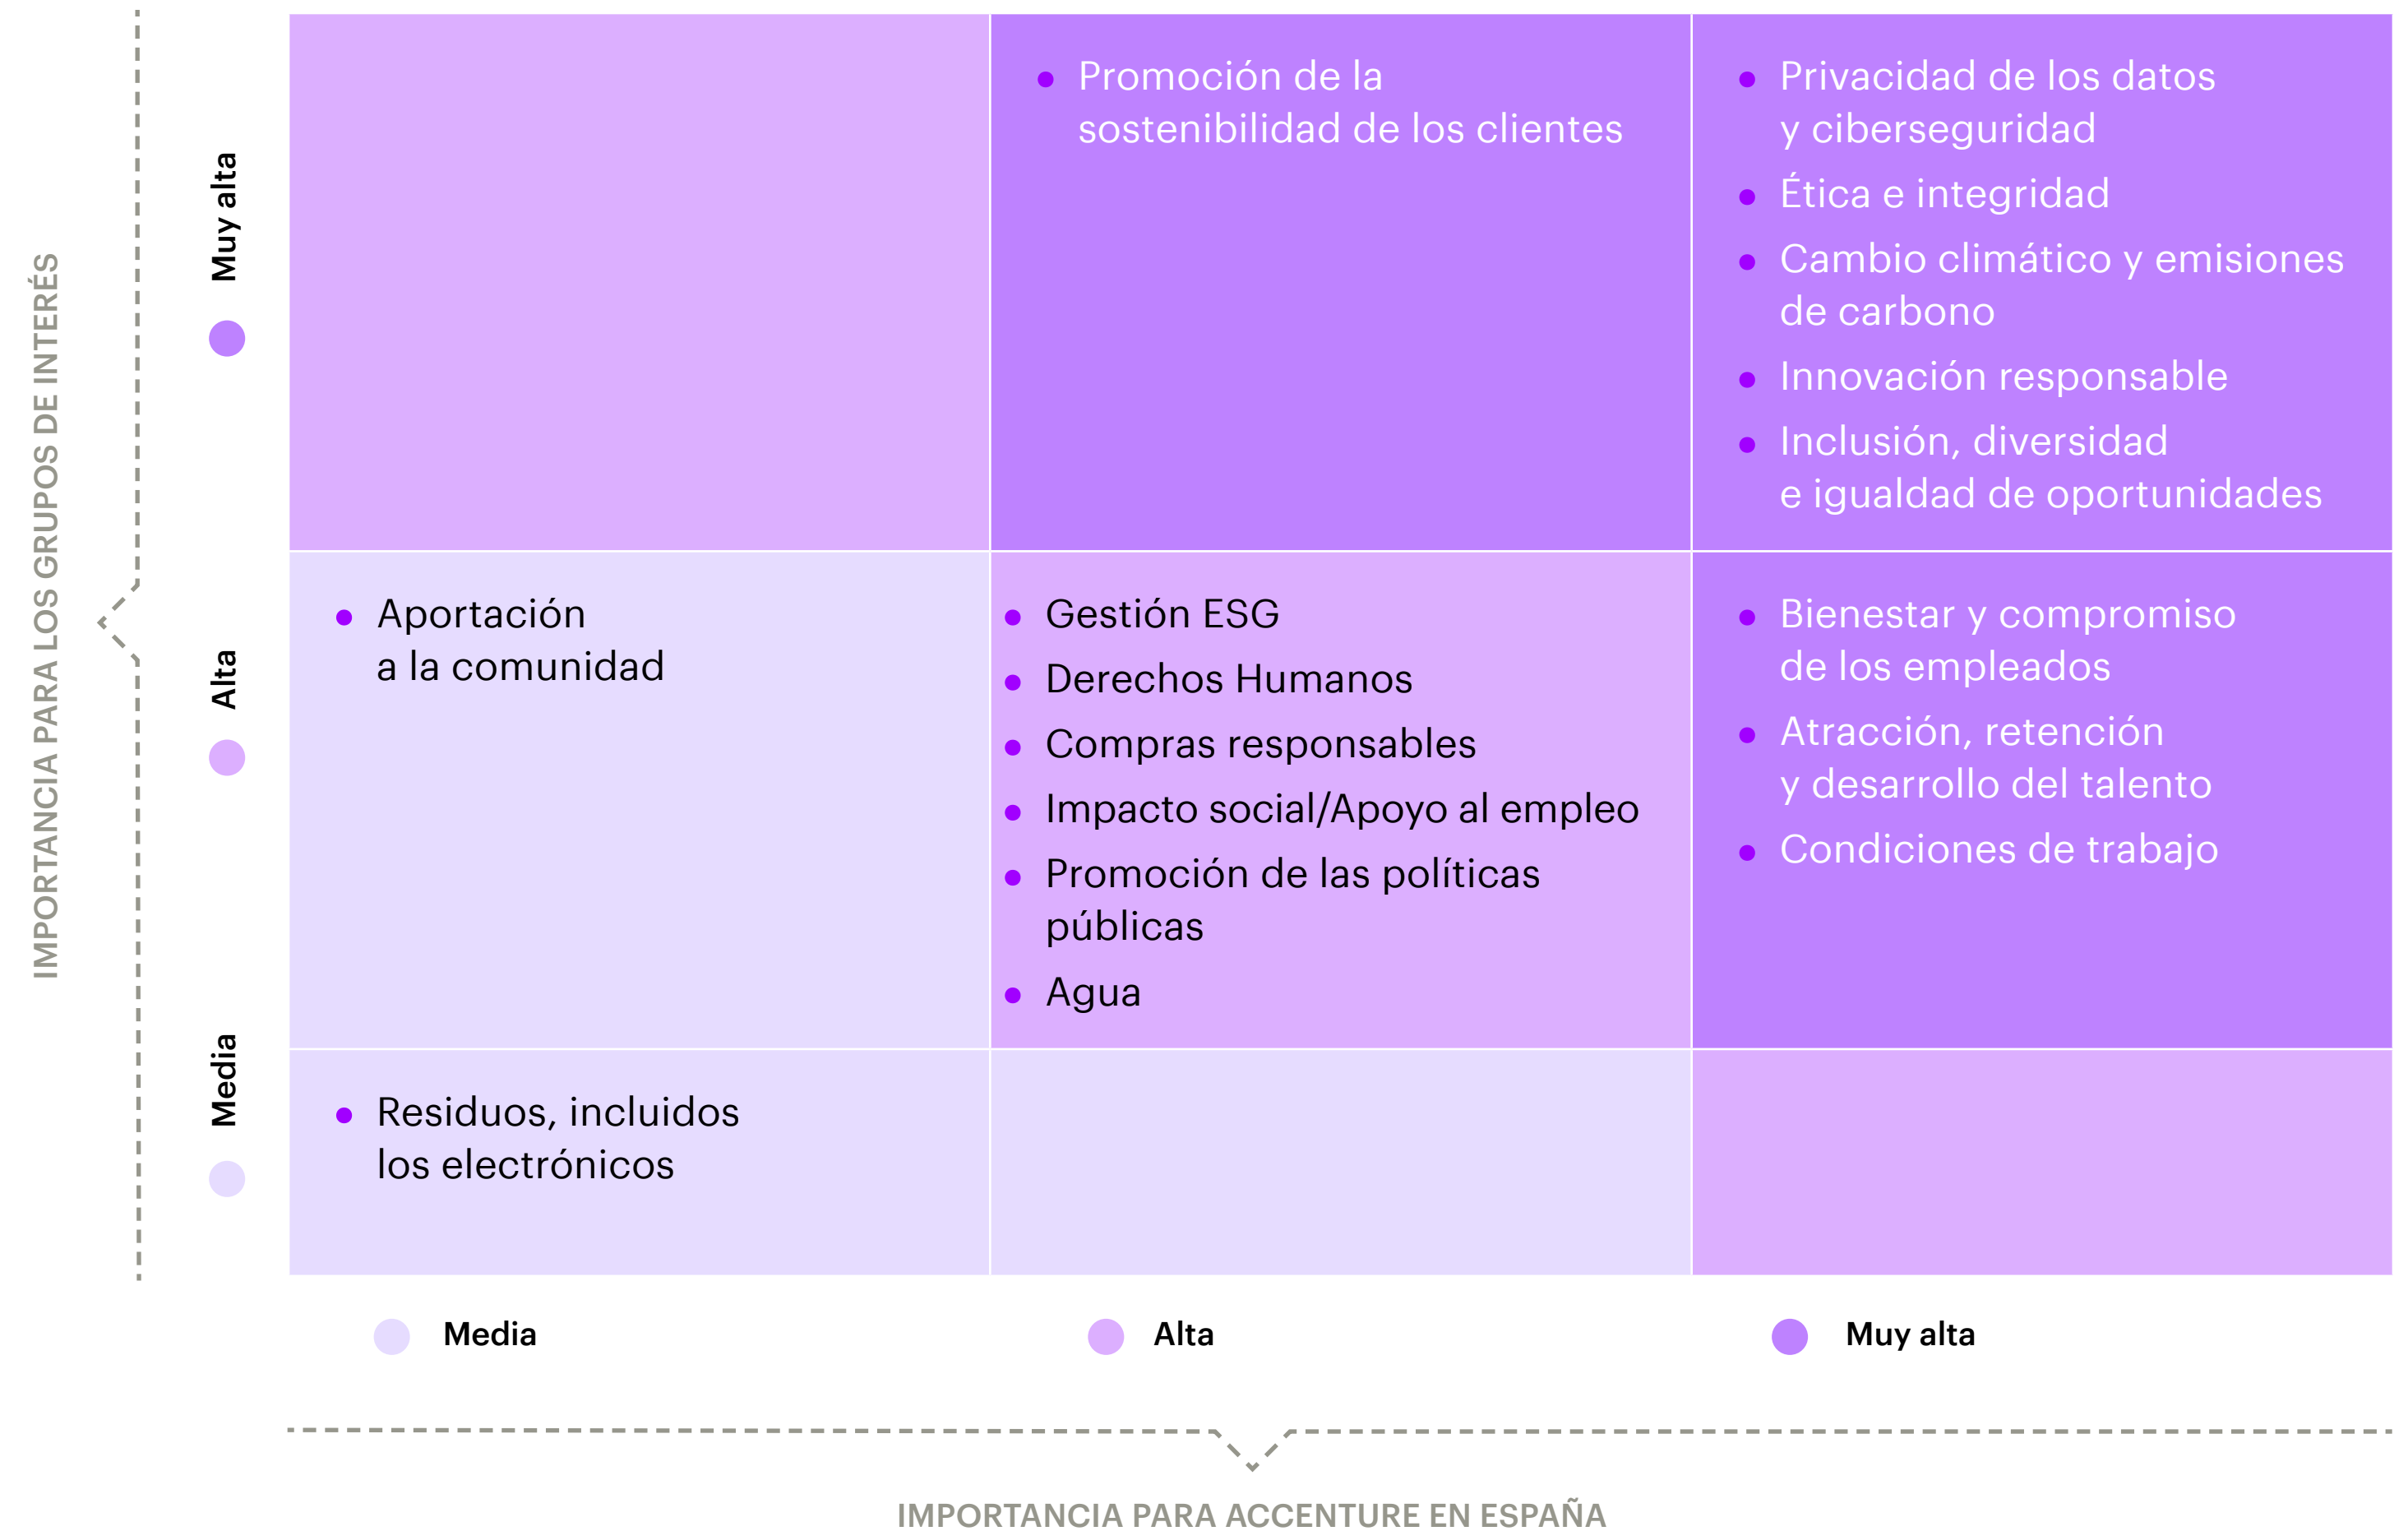 IMPORTANCIA PARA LOS GRUPOS DE INTERÉS
Muy alta
Promoción de la
sostenibilidad de los clientes
Privacidad de los datos
y ciberseguridad
Ética e integridad
Cambio climático y emisiones
de carbono
Innovación responsable
Inclusión, diversidad
e igualdad de oportunidades
Alta
Aportación
a la comunidad
Gestión ESG
Derechos Humanos
Compras responsables
Impacto social/Apoyo al empleo
Promoción de las políticas
públicas
Agua
Bienestar y compromiso
de los empleados
Atracción, retención
y desarrollo del talento
Condiciones de trabajo
Media
Residuos, incluidos
los electrónicos
Media
Alta
Muy alta
IMPORTANCIA PARA ACCENTURE EN ESPAÑA